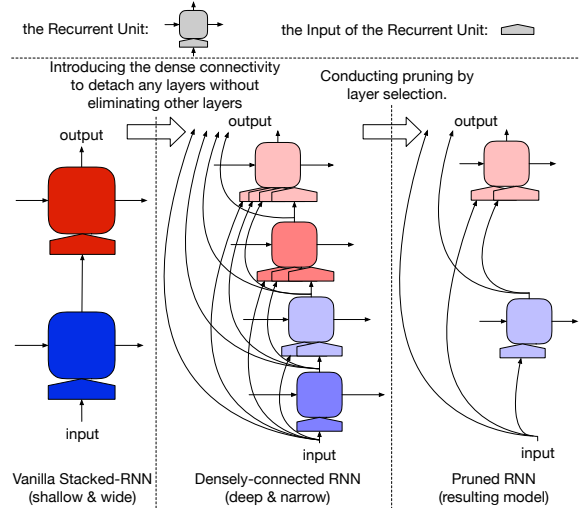 the Recurrent Unit:
the Input of the Recurrent Unit:
Introducing the dense connectivity
to detach any layers without
eliminating other layers
Conducting pruning by
layer selection.
output
output
output
input
input
input
Vanilla Stacked-RNN
(shallow & wide)
Densely-connected RNN
(deep & narrow)
Pruned RNN
(resulting model)